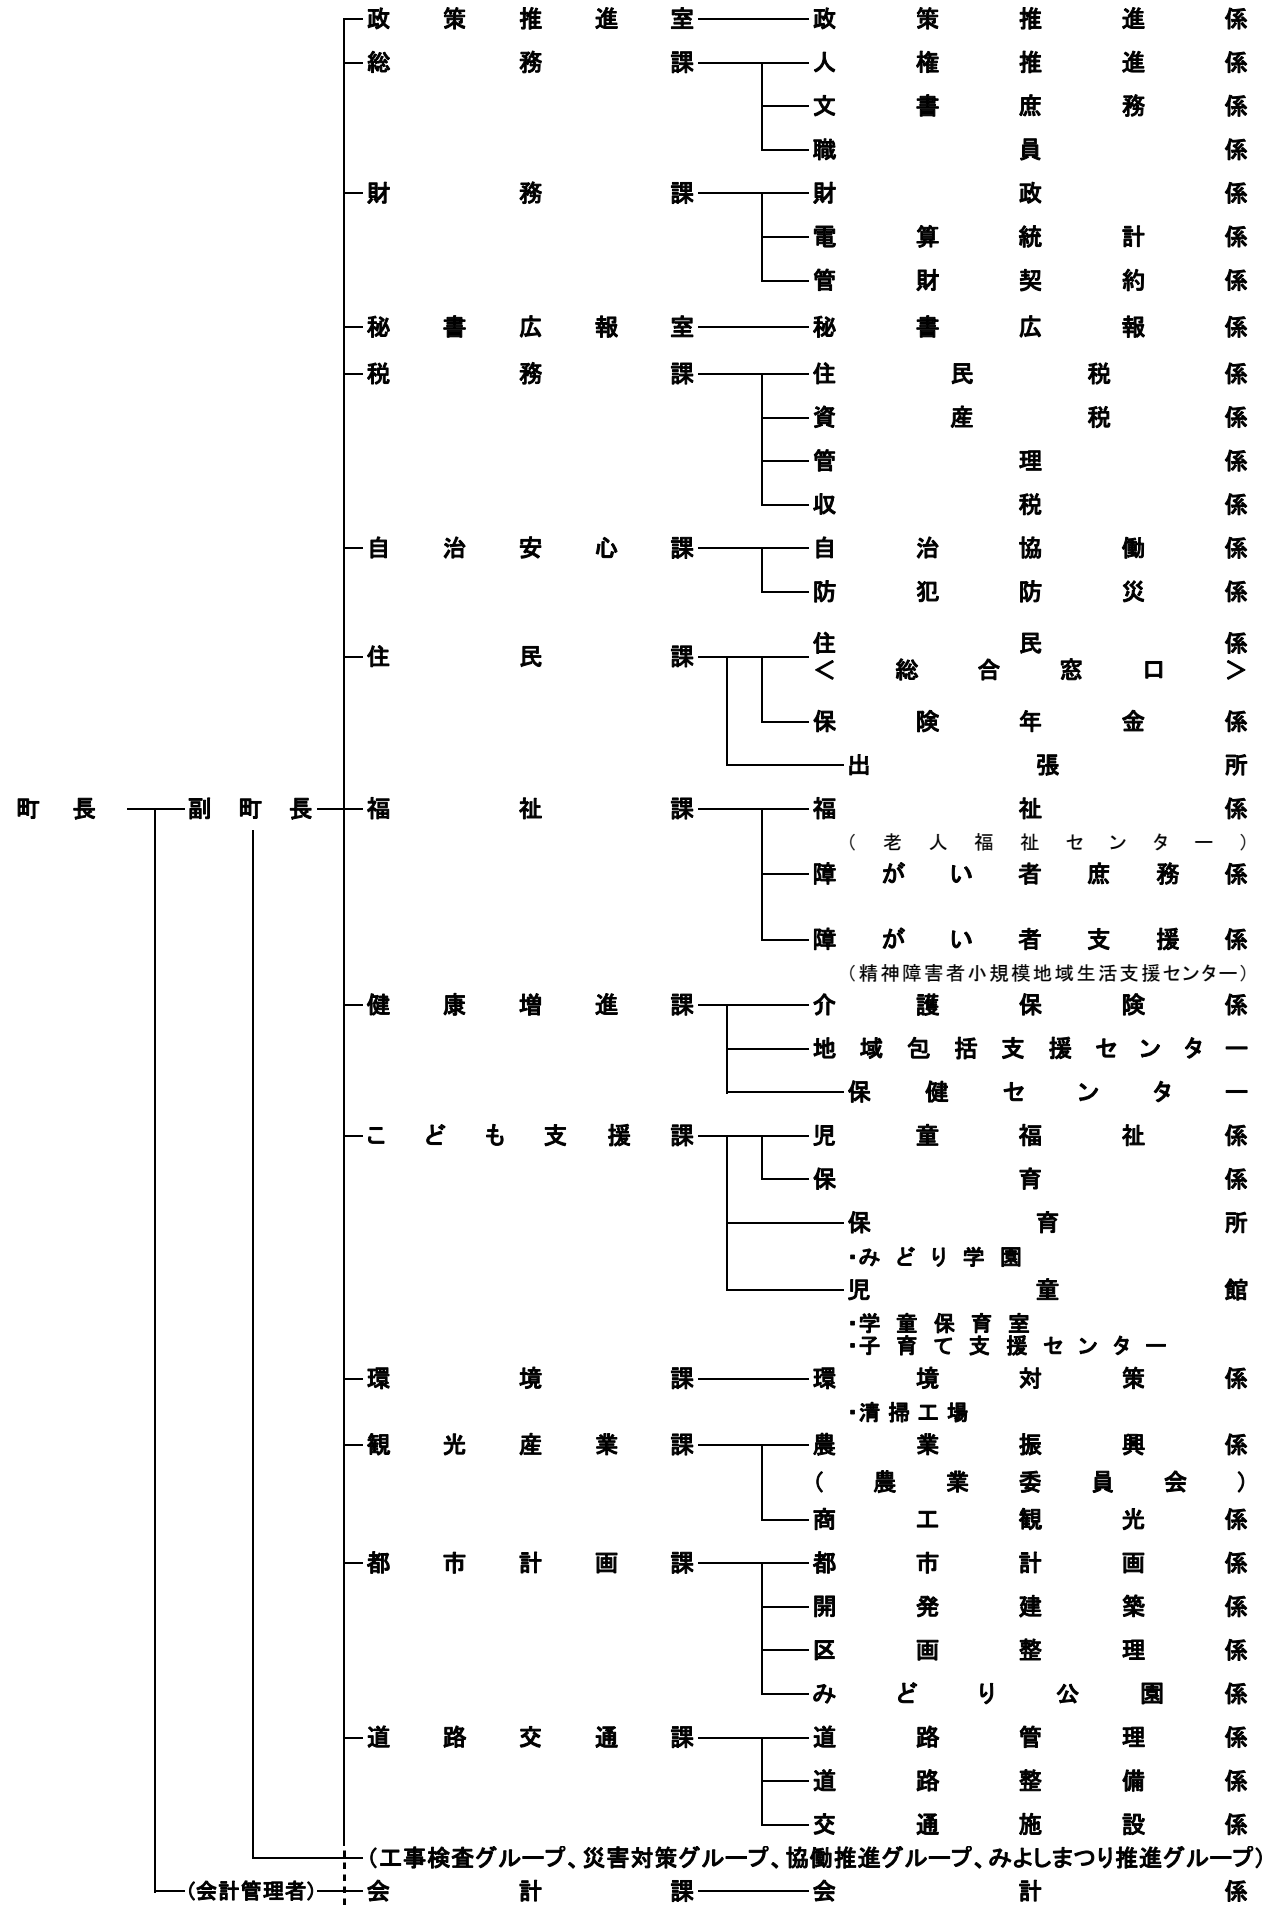 政策推進室 政策推進係
総務課 人権推進係
文書庶務係
職員係
財務課 財政係
電算統計係
管財契約係
秘書広報室 秘書広報係
税務課 住民税係
資産税係
管理係
収税係
自治安心課 自治協働係
防犯防災係
住民課 住民係
＜総合窓口＞
保険年金係
出張所
町長 副町長 福祉課 福祉係
（老人福祉センター）
障がい者庶務係
障がい者支援係
（精神障害者小規模地域生活支援センター）
健康増進課 介護保険係
地域包括支援センター
保健センター
こども支援課 児童福祉係
保育係
保育所
・みどり学園
児童館
・学童保育室
・子育て支援センター
環境課 環境対策係
・清掃工場
観光産業課 農業振興係
（農業委員会）
商工観光係
都市計画課 都市計画係
開発建築係
区画整理係
みどり公園係
道路交通課 道路管理係
道路整備係
交通施設係
（工事検査グループ、災害対策グループ、協働推進グループ、みよしまつり推進グループ）
（会計管理者） 会計課 会計係